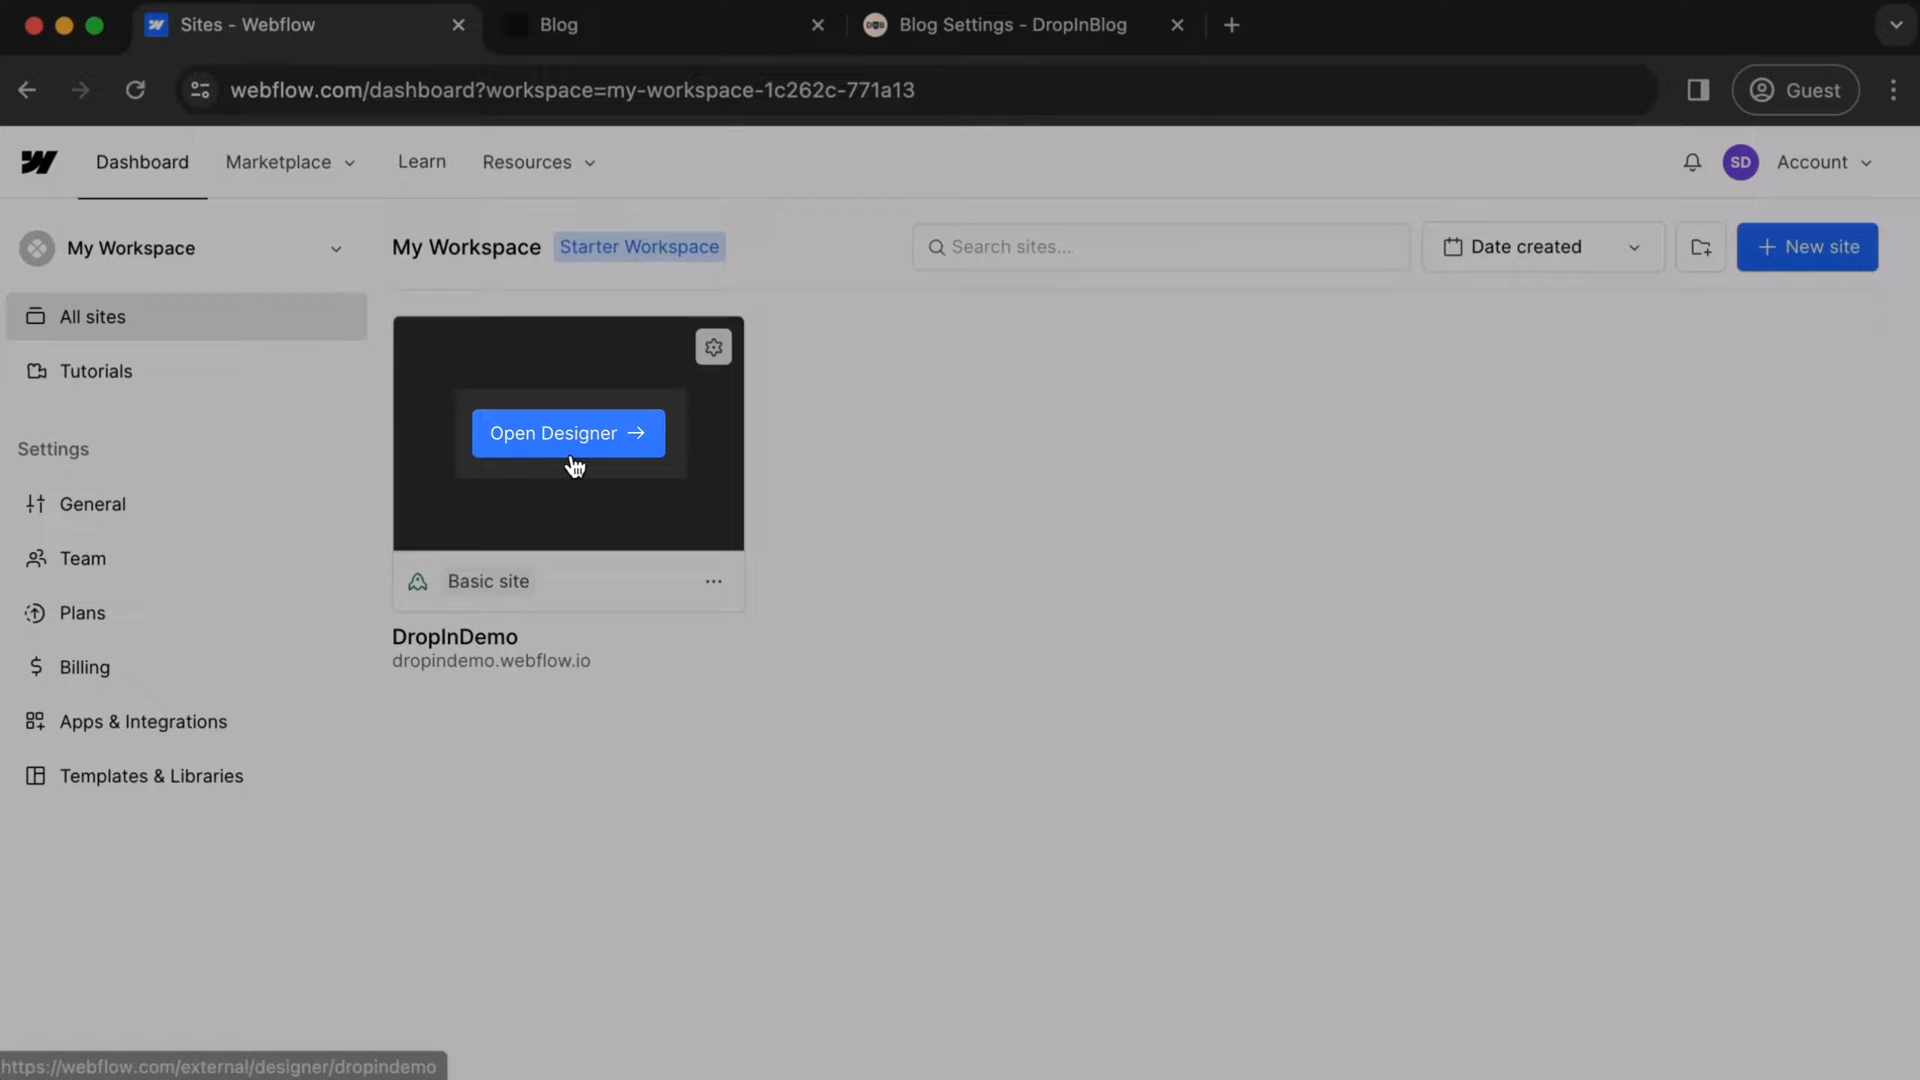 Sites - Webflow
Blog
Blog Settings - DropInBlog
webflow.com/dashboard?workspace=my-workspace-1c262c-771a13
Guest
Dashboard
Marketplace
Learn
Resources
SD
Account
My Workspace
My Workspace
Starter Workspace
Search sites...
Date created
New site
All sites
Tutorials
Open Designer
Settings
General
Team
Plans
Billing
Apps & Integrations
Templates & Libraries
Basic site
DropInDemo
dropindemo.webflow.io
https://webflow.com/external/designer/dropindemo